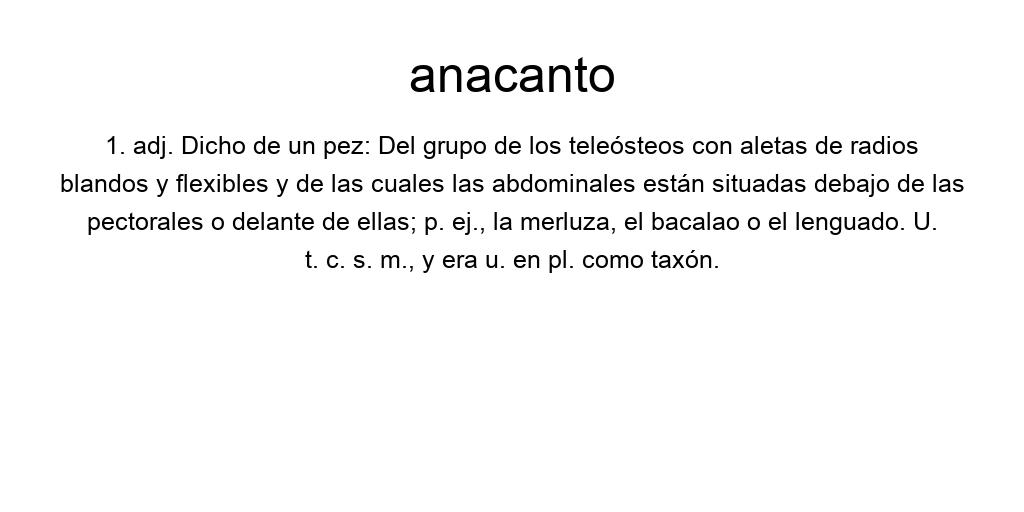 anacanto
1. adj. Dicho de un pez: Del grupo de los teleósteos con aletas de radios
blandos y flexibles y de las cuales las abdominales están situadas debajo de las
pectorales o delante de ellas; p. ej., la merluza, el bacalao o el lenguado. U.
t. c. s. m., y era u. en pl. como taxón.